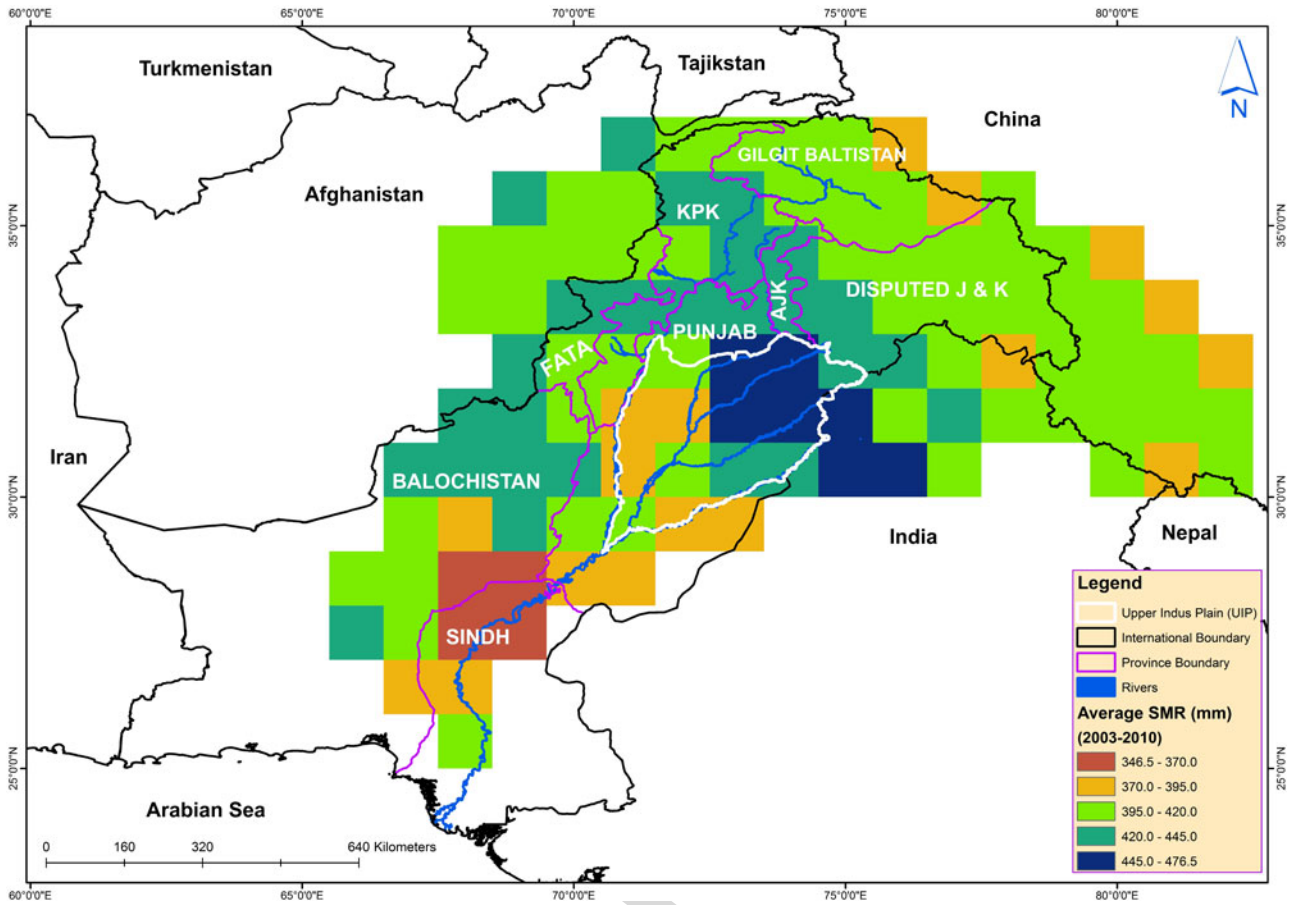 60°0'0"E 65°0'0"E 70°0'0"E 75°0'0"E 80°0'0"E
Turkmenistan
Tajikstan
China
N
GILGIT BALTISTAN
Afghanistan
KPK
35°0'0"N 35°0'0"N
DISPUTED J & K
AJK
PUNJAB
FATA
Iran
BALOCHISTAN
30°0'0"N 30°0'0"N
India
Nepal
SINDH
Legend
Upper Indus Plain (UIP)
International Boundary
Province Boundary
Rivers
Average SMR (mm)
(2003-2010)
346.5 - 370.0
370.0 - 395.0
395.0 - 420.0
420.0 - 445.0
445.0 - 476.5
25°0'0"N 25°0'0"N
Arabian Sea
0 160 320 640 Kilometers
60°0'0"E 65°0'0"E 70°0'0"E 75°0'0"E 80°0'0"E